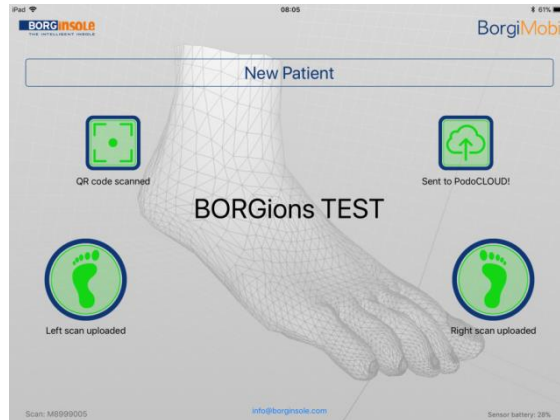 iPad
08:05
61%
BORGINSOLE
THE INTELLIGENT INSOLE
BorgiMobi
New Patient
QR code scanned
Sent to PodoCLOUD!
BORGions TEST
Left scan uploaded
Right scan uploaded
Scan: M8999005
info@borginsole.com
Sensor battery: 28%